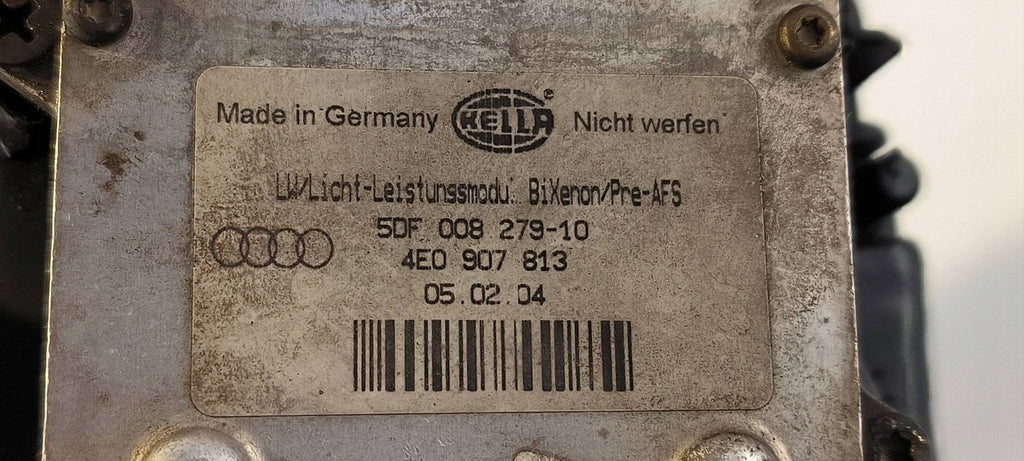 Made in Germany HELLA® Nicht werfen
LW/Licht-Leistungsmodul BiXenon/Pre-AFS
5DF 008 279-10
4E0 907 813
05.02.04